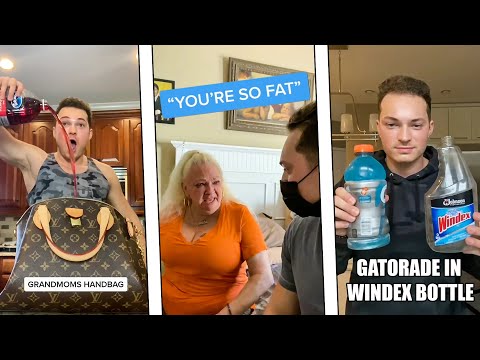 GRANDMOMS HANDBAG
“YOU’RE SO FAT”
Windex
GATORADE IN
WINDEX BOTTLE